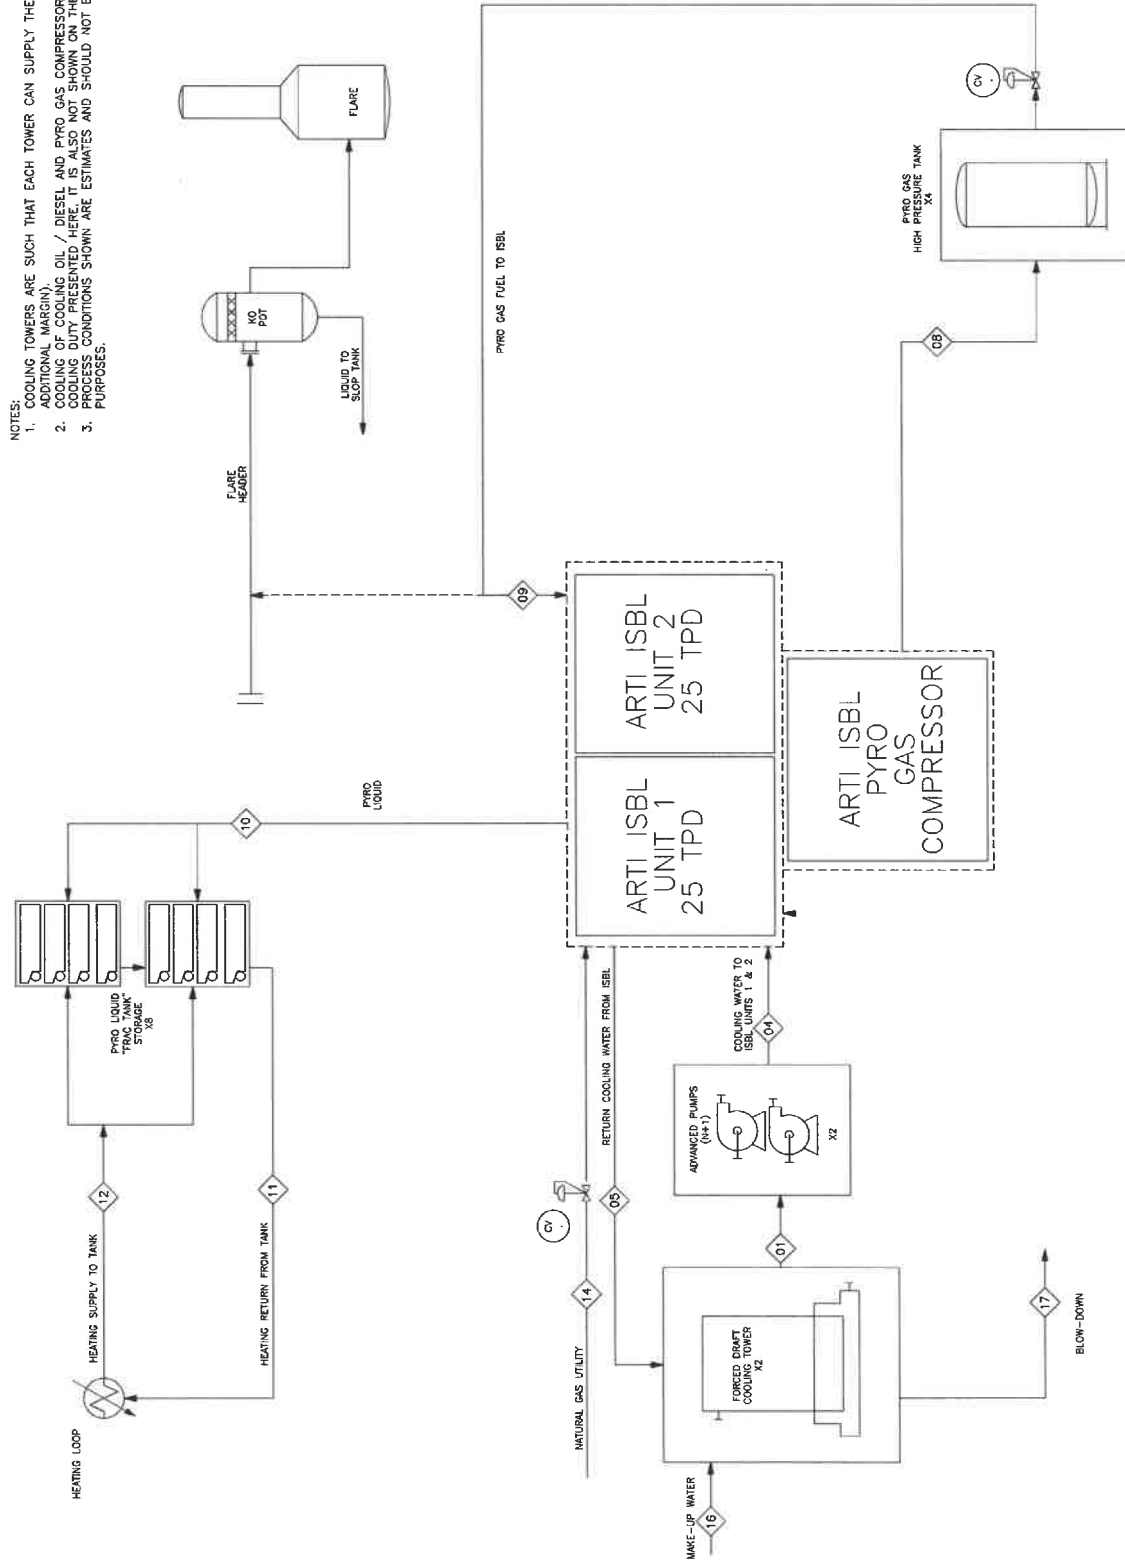 NOTES:
1. COOLING TOWERS ARE SUCH THAT EACH TOWER CAN SUPPLY THE
ADDITIONAL MARGIN).
2. COOLING OF COOLING OIL / DIESEL AND PYRO GAS COMPRESSOR
COOLING DUTY PRESENTED HERE. IT IS ALSO NOT SHOWN ON THE
3. PROCESS CONDITIONS SHOWN ARE ESTIMATES AND SHOULD NOT
PURPOSES.
HEATING LOOP
HEATING SUPPLY TO TANK
12
HEATING RETURN FROM TANK
11
PYRO LIQUID
"FRAC TANK"
STORAGE
X8
10
PYRO
LIQUID
FLARE
HEADER
KO
POT
LIQUID TO
SLOP TANK
FLARE
PYRO GAS FUEL TO ISBL
09
NATURAL GAS UTILITY
14
CV
05
RETURN COOLING WATER FROM ISBL
ARTI ISBL
UNIT 1
25 TPD
ARTI ISBL
UNIT 2
25 TPD
MAKE-UP WATER
16
FORCED DRAFT
COOLING TOWER
X2
01
ADVANCED PUMPS
(N+1)
X2
COOLING WATER TO
ISBL UNITS 1 & 2
04
ARTI ISBL
PYRO
GAS
COMPRESSOR
08
PYRO GAS
HIGH PRESSURE TANK
X4
CV
17
BLOW-DOWN